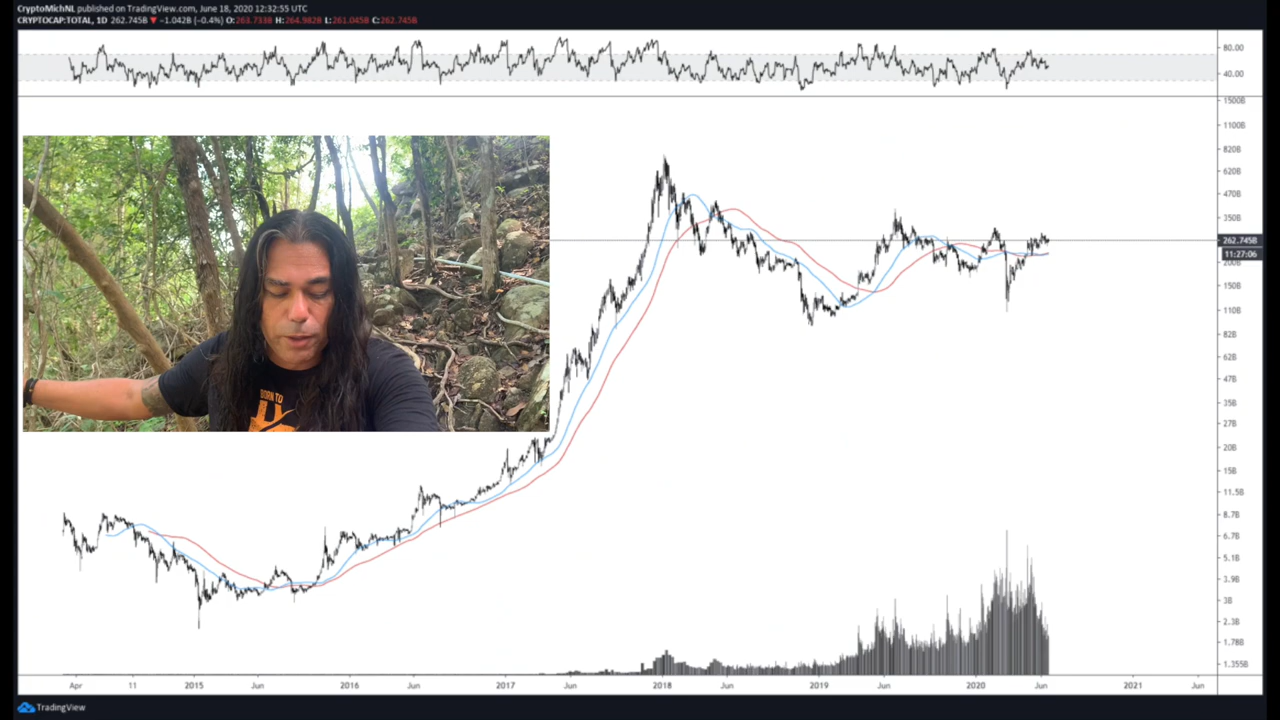 CryptoMichNL published on TradingView.com, June 18, 2020 12:32:55 UTC
CRYPTOCAP:TOTAL, 1D 262.745B ▼ −1.042B (−0.4%) O:263.733B H:264.982B L:261.045B C:262.745B
80.00
40.00
1500B
1100B
820B
620B
470B
350B
262.745B
11:27:06
200B
150B
110B
82B
62B
47B
35B
27B
20B
15B
11.5B
8.7B
6.7B
5.1B
3.9B
3B
2.3B
1.78B
1.355B
BORN TO
Apr 11 2015 Jun 2016 Jun 2017 Jun 2018 Jun 2019 Jun 2020 Jun 2021 Jun
TradingView